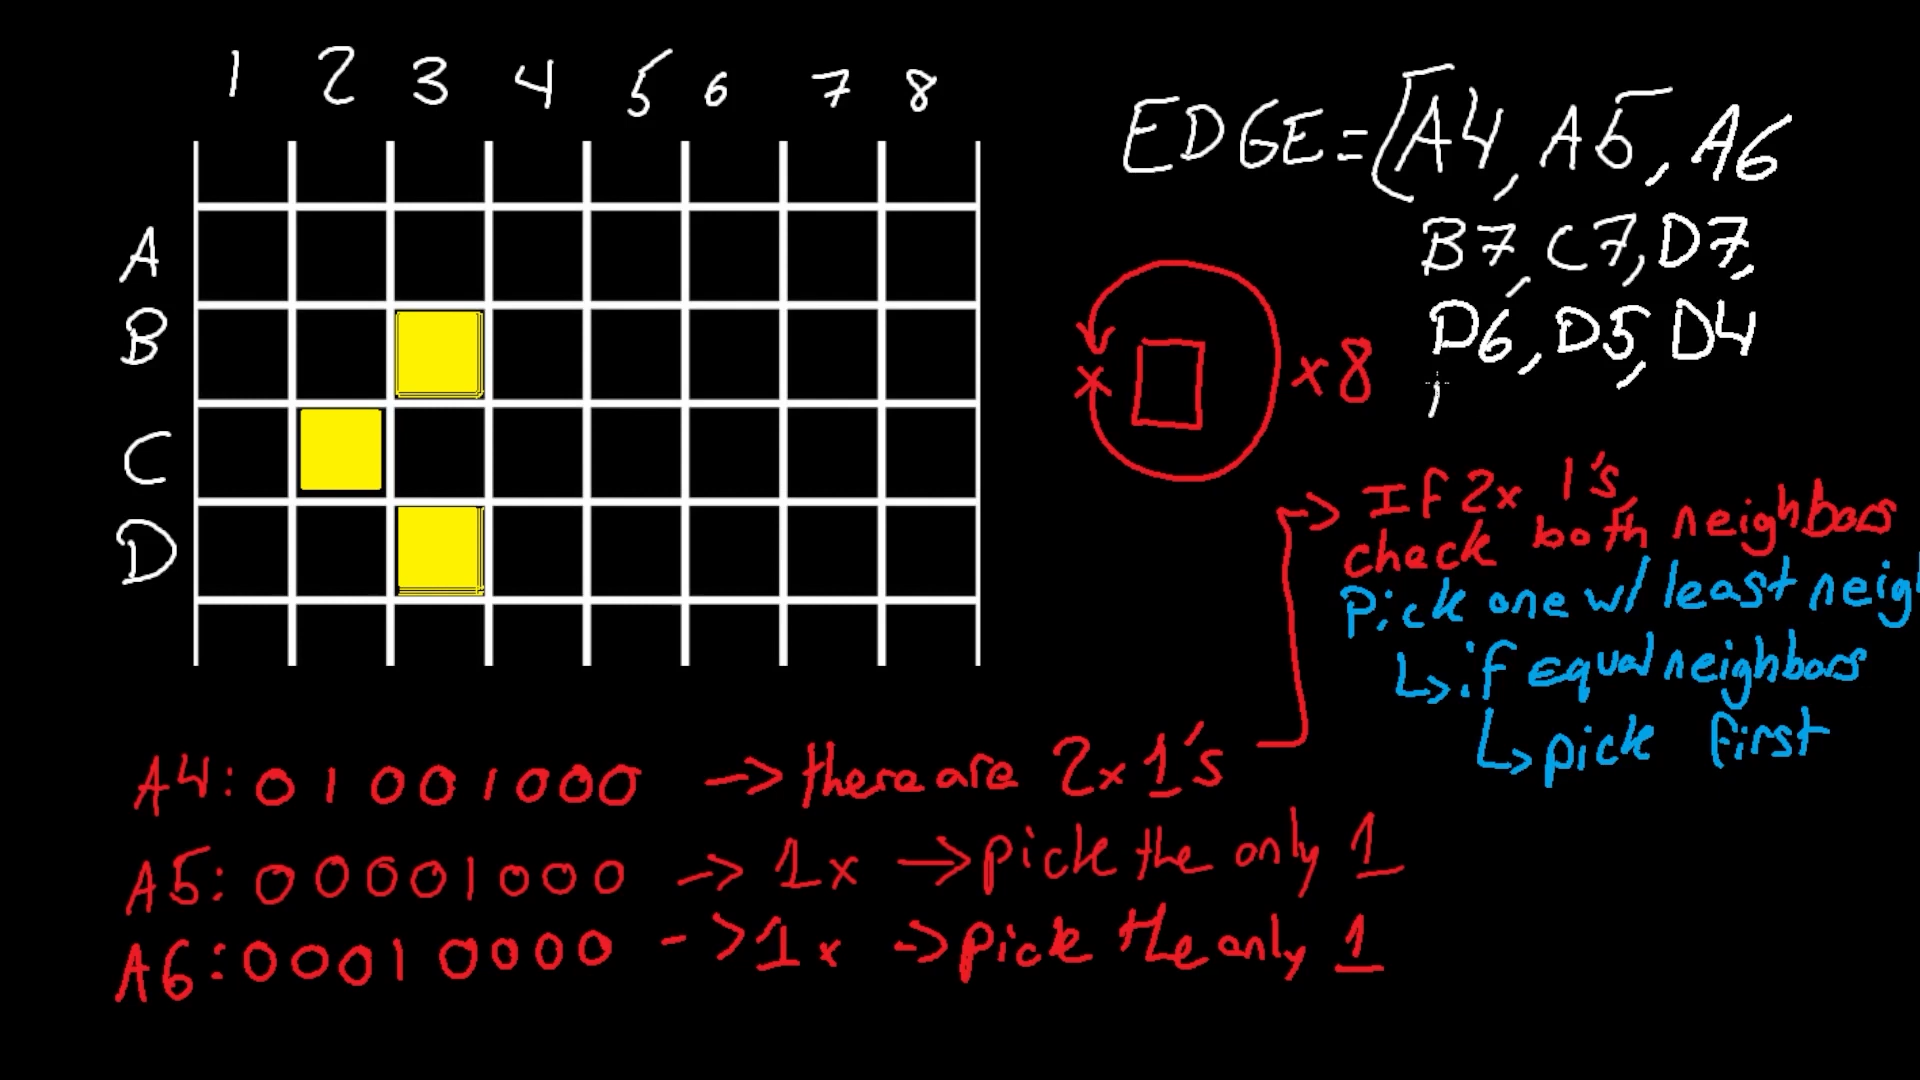 1 2 3 4 5 6 7 8
A
B
C
D
EDGE=[A4, A5, A6
B7, C7, D7,
D6, D5, D4
,
x
x8
If 2x 1's,
check both neighbors
Pick one w/ least neig
if equal neighbors
pick first
A4: 01001000 -> there are 2x 1's
A5: 00001000 -> 1x -> pick the only 1
A6: 00010000 -> 1x -> pick the only 1